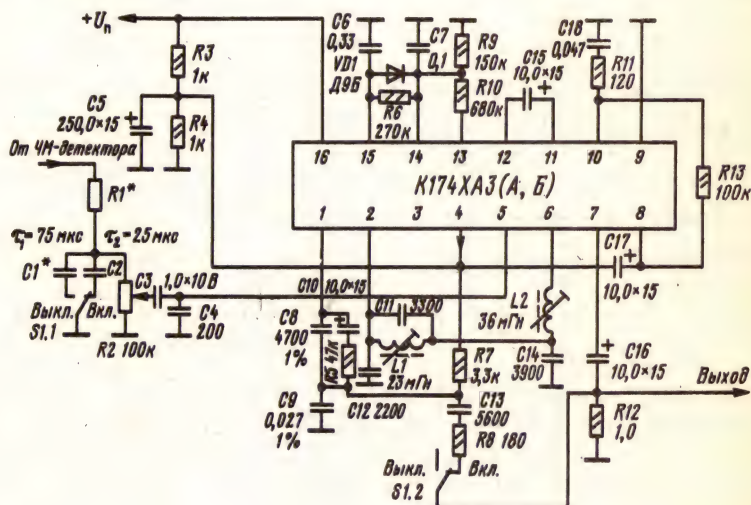 +Uп
R3
1к
C5
250,0×15
+
R4
1к
От ЧМ-детектора
R1*
τ1=75 мкс
τ2=25 мкс
C1*
C2
Выкл.
Вкл.
S1.1
C3
1,0×10 В
R2 100к
C4
200
C6
0,33
VD1
Д9Б
C7
0,1
R6
270к
R9
150к
R10
680к
C15
10,0×15
+
C18
0,047
R11
120
R13
100к
16
15
14
13
12
11
10
9
К174ХА3(А, Б)
1
2
3
4
5
6
7
8
C17
+
10,0×15
C10
10,0×15
C8
4700
1%
+
R5 47к
C9
0,027
1%
C11
3300
L1
23 мГн
C12 2200
L2
36 мГн
C14
3900
R7
3,3к
C13
5600
R8 180
Выкл.
Вкл.
S1.2
+
C16
10,0×15
Выход
R12
1,0